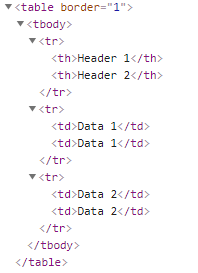 <table border="1">
<tbody>
<tr>
<th>Header 1</th>
<th>Header 2</th>
</tr>
<tr>
<td>Data 1</td>
<td>Data 1</td>
</tr>
<tr>
<td>Data 2</td>
<td>Data 2</td>
</tr>
</tbody>
</table>